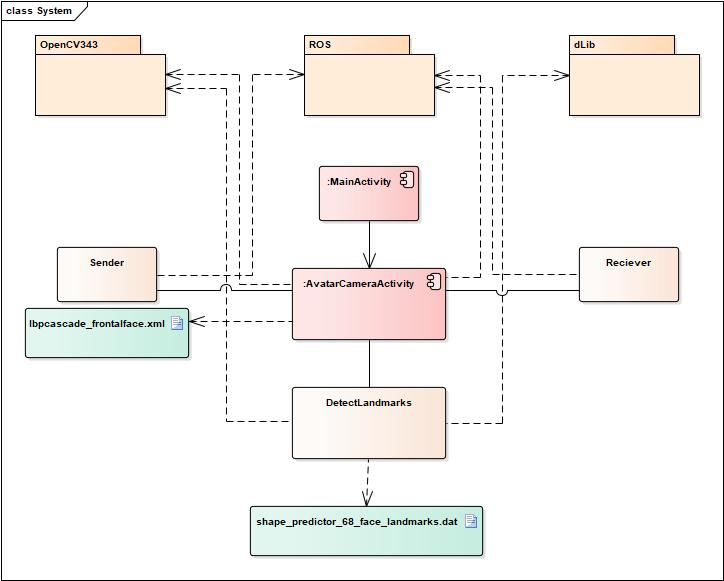 class System
OpenCV343
ROS
dLib
:MainActivity
Sender
Reciever
:AvatarCameraActivity
lbpcascade_frontalface.xml
DetectLandmarks
shape_predictor_68_face_landmarks.dat